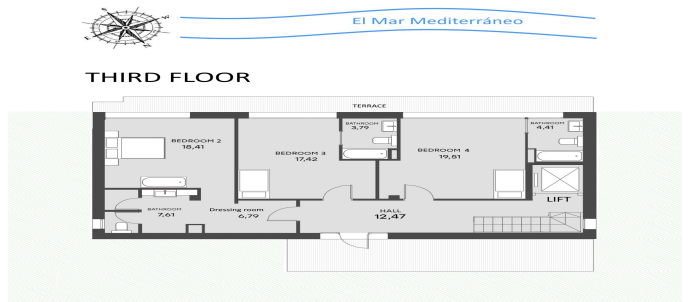 El Mar Mediterráneo
THIRD FLOOR
TERRACE
BEDROOM 2
18,41
BEDROOM 3
17,42
BATHROOM
3,79
BEDROOM 4
19,81
BATHROOM
4,41
BATHROOM
7,61
Dressing room
6,79
HALL
12,47
LIFT